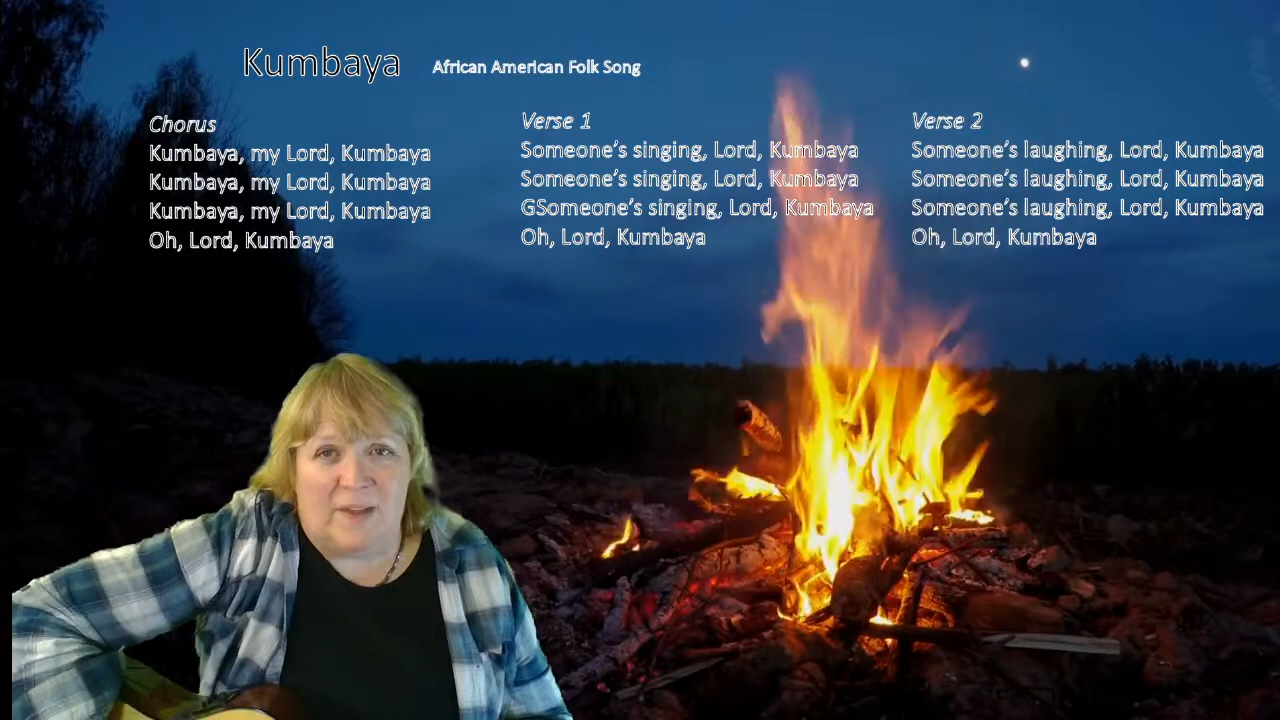 Kumbaya African American Folk Song
Chorus
Kumbaya, my Lord, Kumbaya
Kumbaya, my Lord, Kumbaya
Kumbaya, my Lord, Kumbaya
Oh, Lord, Kumbaya
Verse 1
Someone's singing, Lord, Kumbaya
Someone's singing, Lord, Kumbaya
GSomeone's singing, Lord, Kumbaya
Oh, Lord, Kumbaya
Verse 2
Someone's laughing, Lord, Kumbaya
Someone's laughing, Lord, Kumbaya
Someone's laughing, Lord, Kumbaya
Oh, Lord, Kumbaya